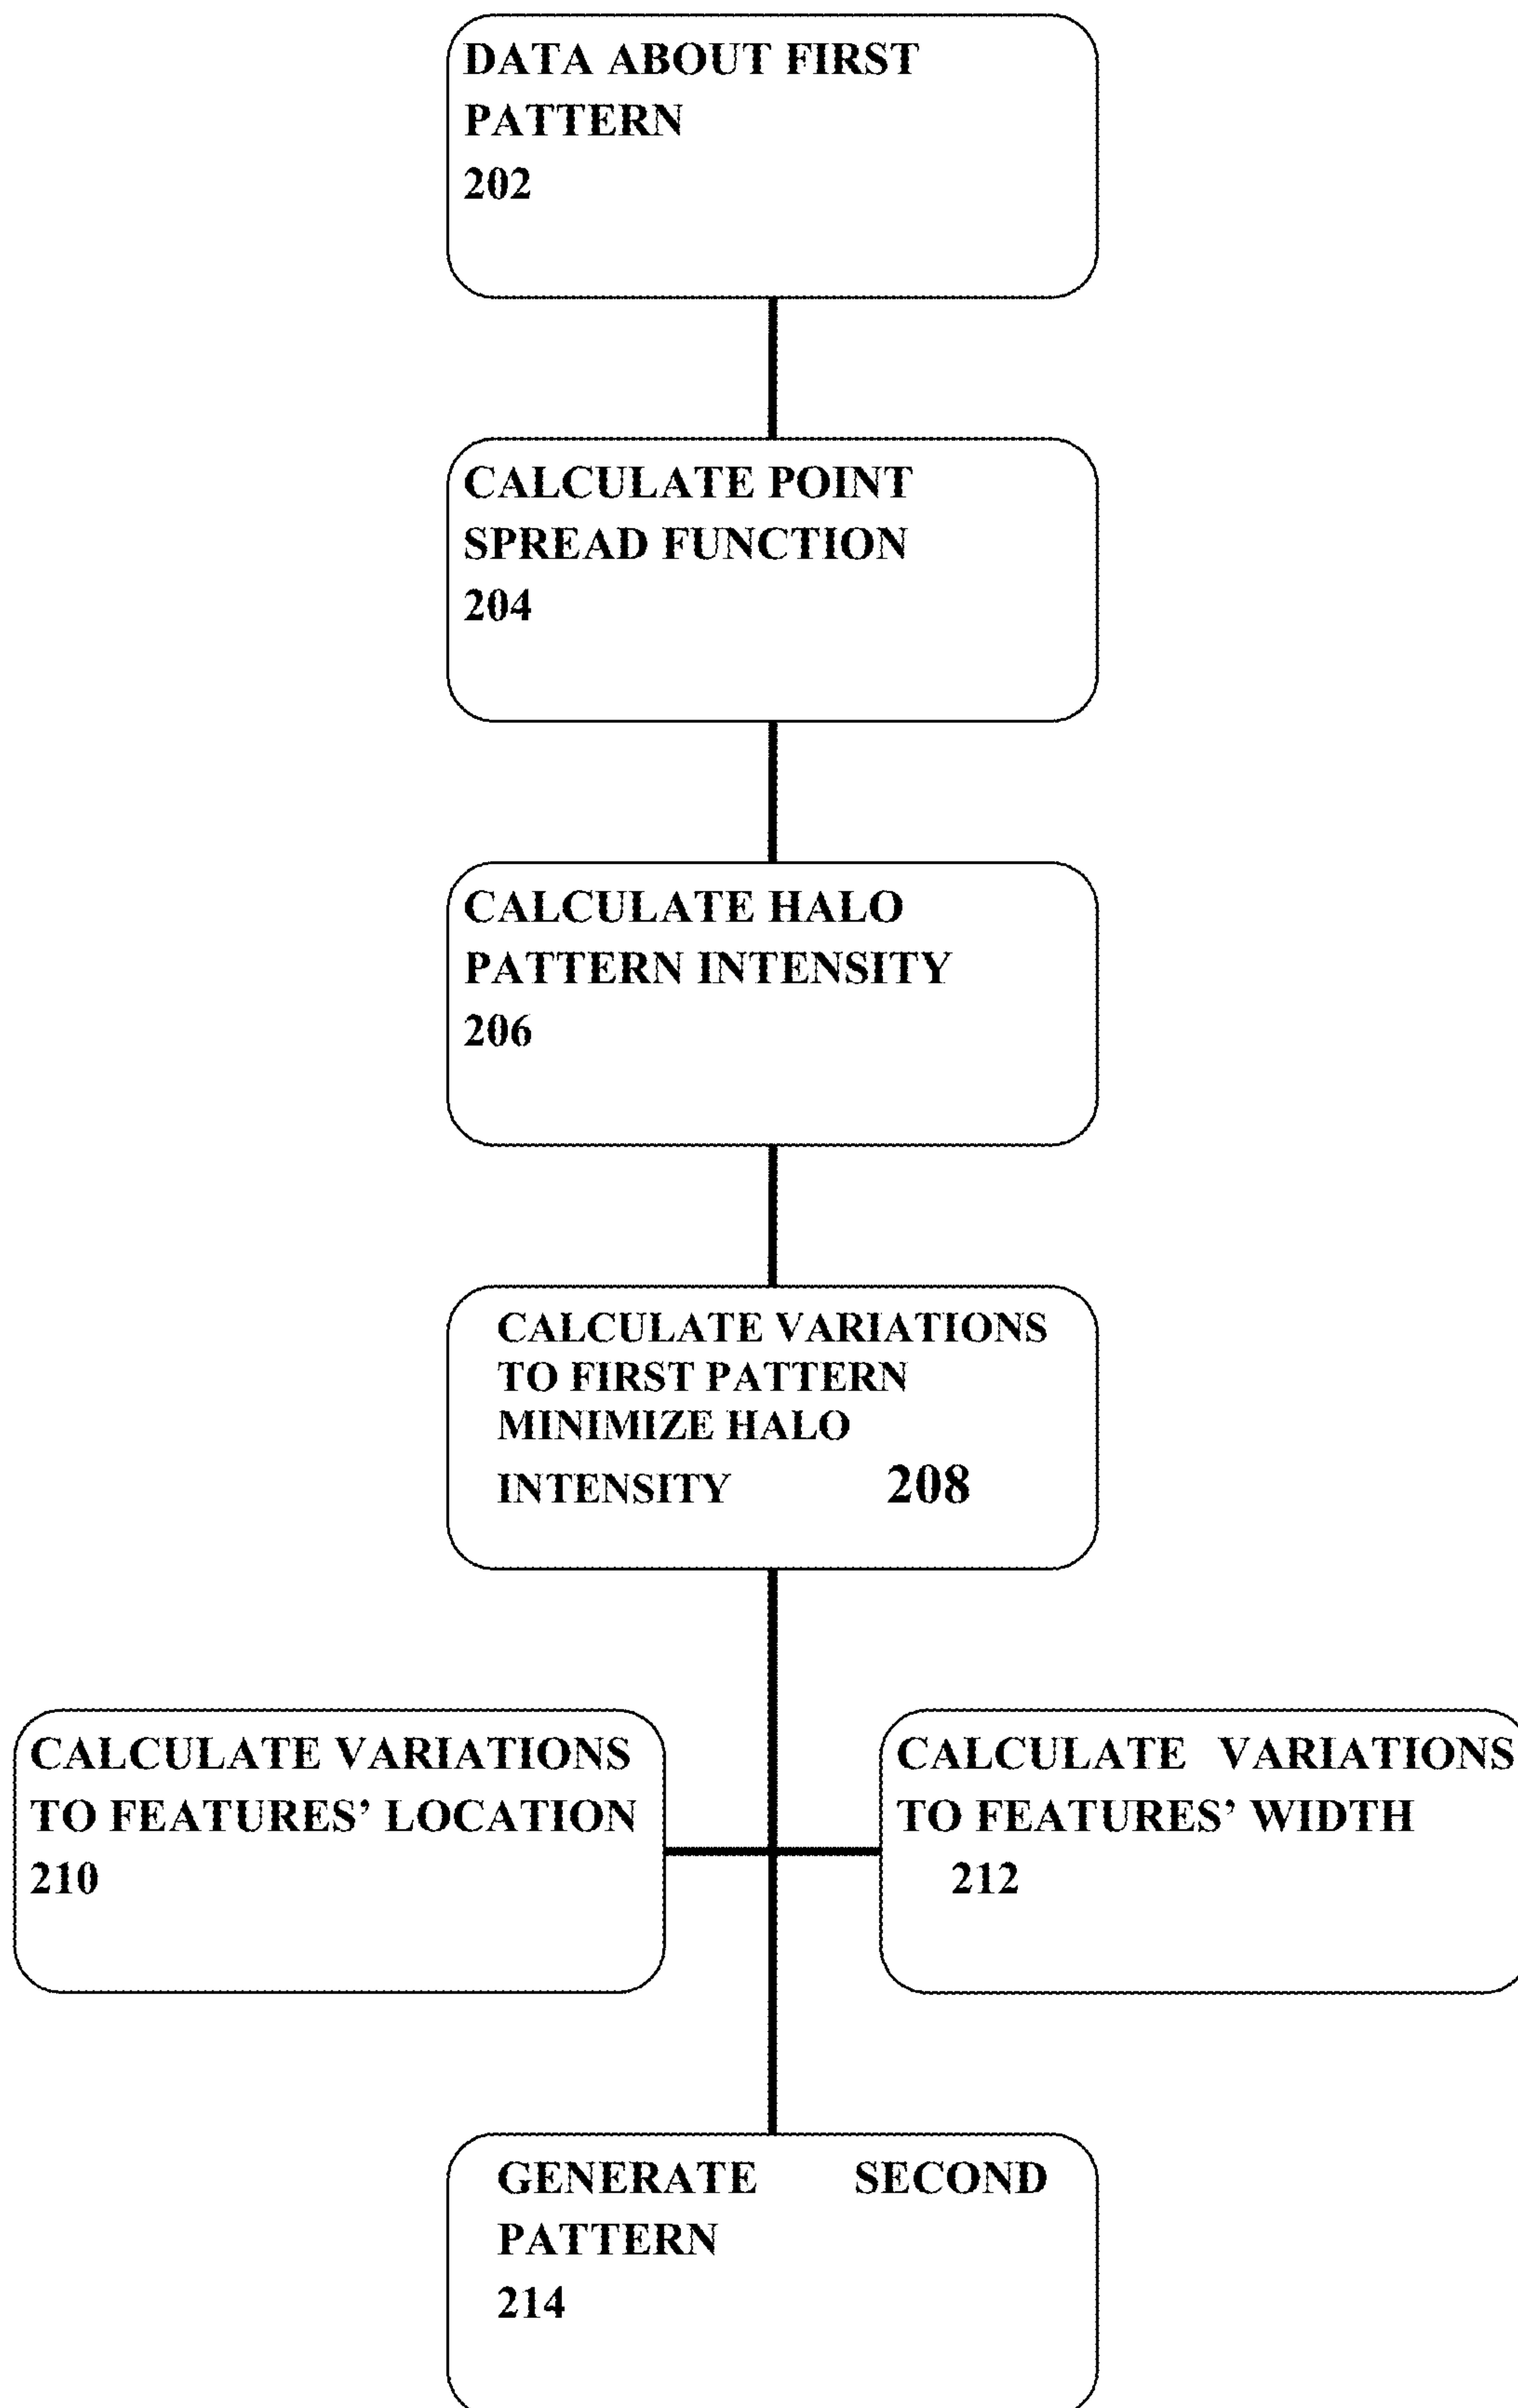 DATA ABOUT FIRST
PATTERN
202
CALCULATE POINT
SPREAD FUNCTION
204
CALCULATE HALO
PATTERN INTENSITY
206
CALCULATE VARIATIONS
TO FIRST PATTERN
MINIMIZE HALO
INTENSITY 208
CALCULATE VARIATIONS
TO FEATURES’ LOCATION
210
CALCULATE VARIATIONS
TO FEATURES’ WIDTH
212
GENERATE SECOND
PATTERN
214